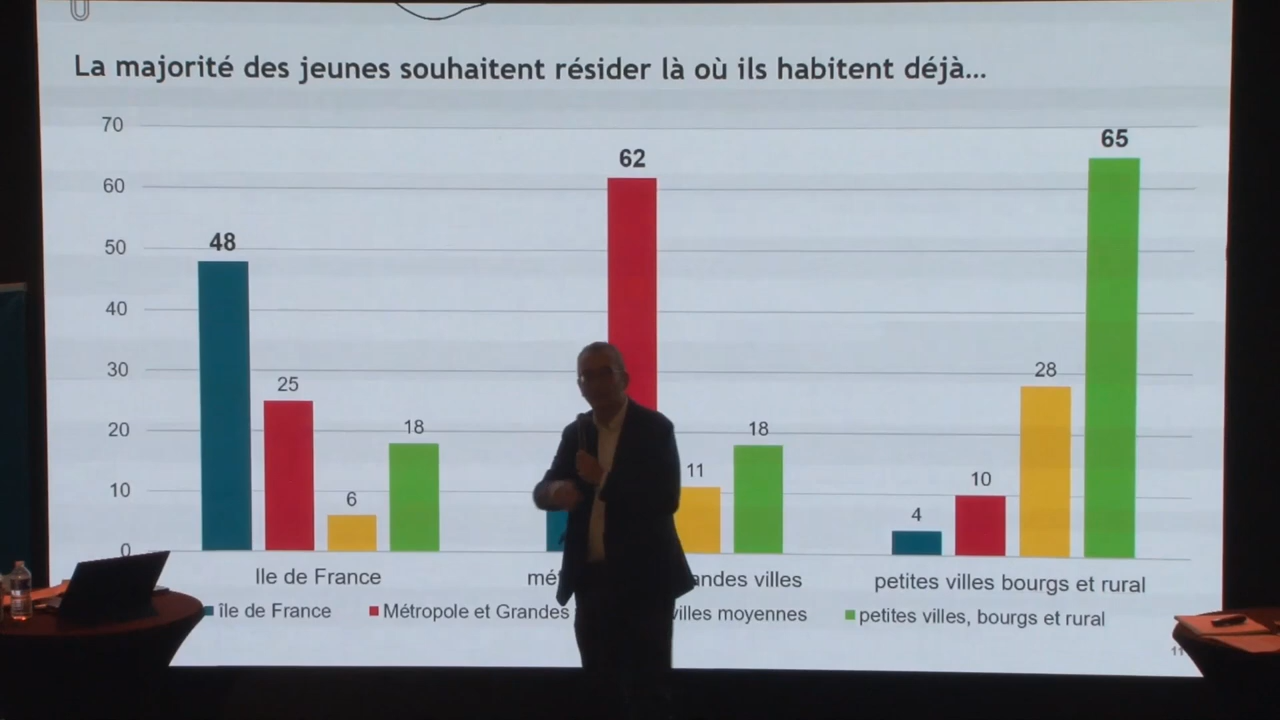 La majorité des jeunes souhaitent résider là où ils habitent déjà...
70
60
50
40
30
20
10
0
48
25
6
18
62
11
18
4
10
28
65
Ile de France
andes villes
petites villes bourgs et rural
île de France
Métropole et Grandes
villes moyennes
petites villes, bourgs et rural
11